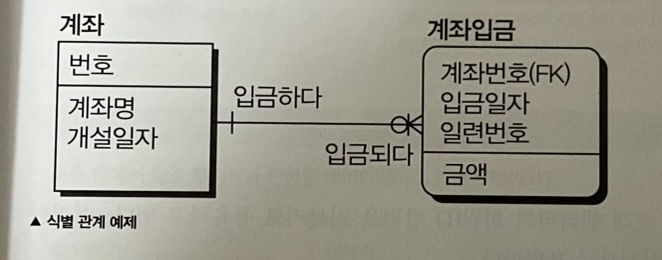 계좌
번호
계좌명
개설일자
입금하다
입금되다
계좌입금
계좌번호(FK)
입금일자
일련번호
금액
▲ 식별 관계 예제